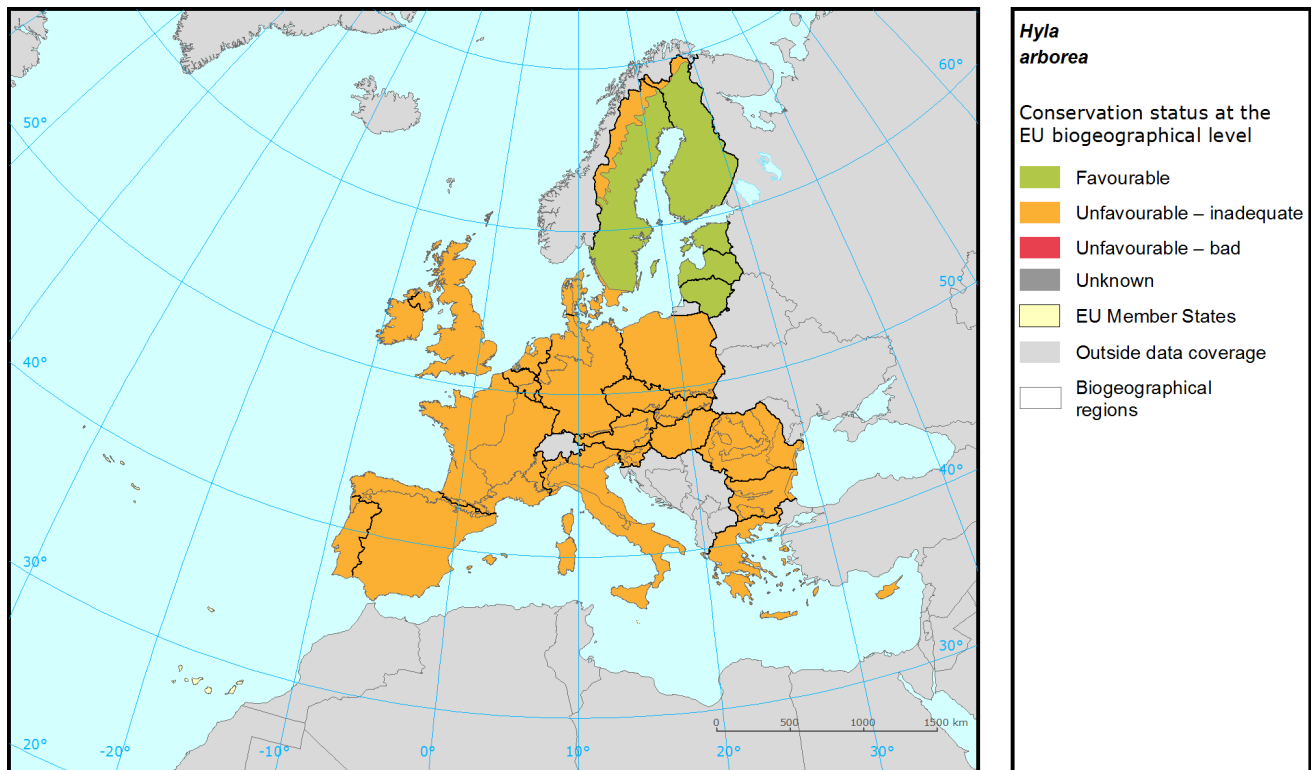 60°
50°
50°
40°
40°
30°
30°
0 500 1000 1500 km
20° -20° -10° 0° 10° 20° 30°
Hyla
arborea
Conservation status at the
EU biogeographical level
Favourable
Unfavourable – inadequate
Unfavourable – bad
Unknown
EU Member States
Outside data coverage
Biogeographical
regions